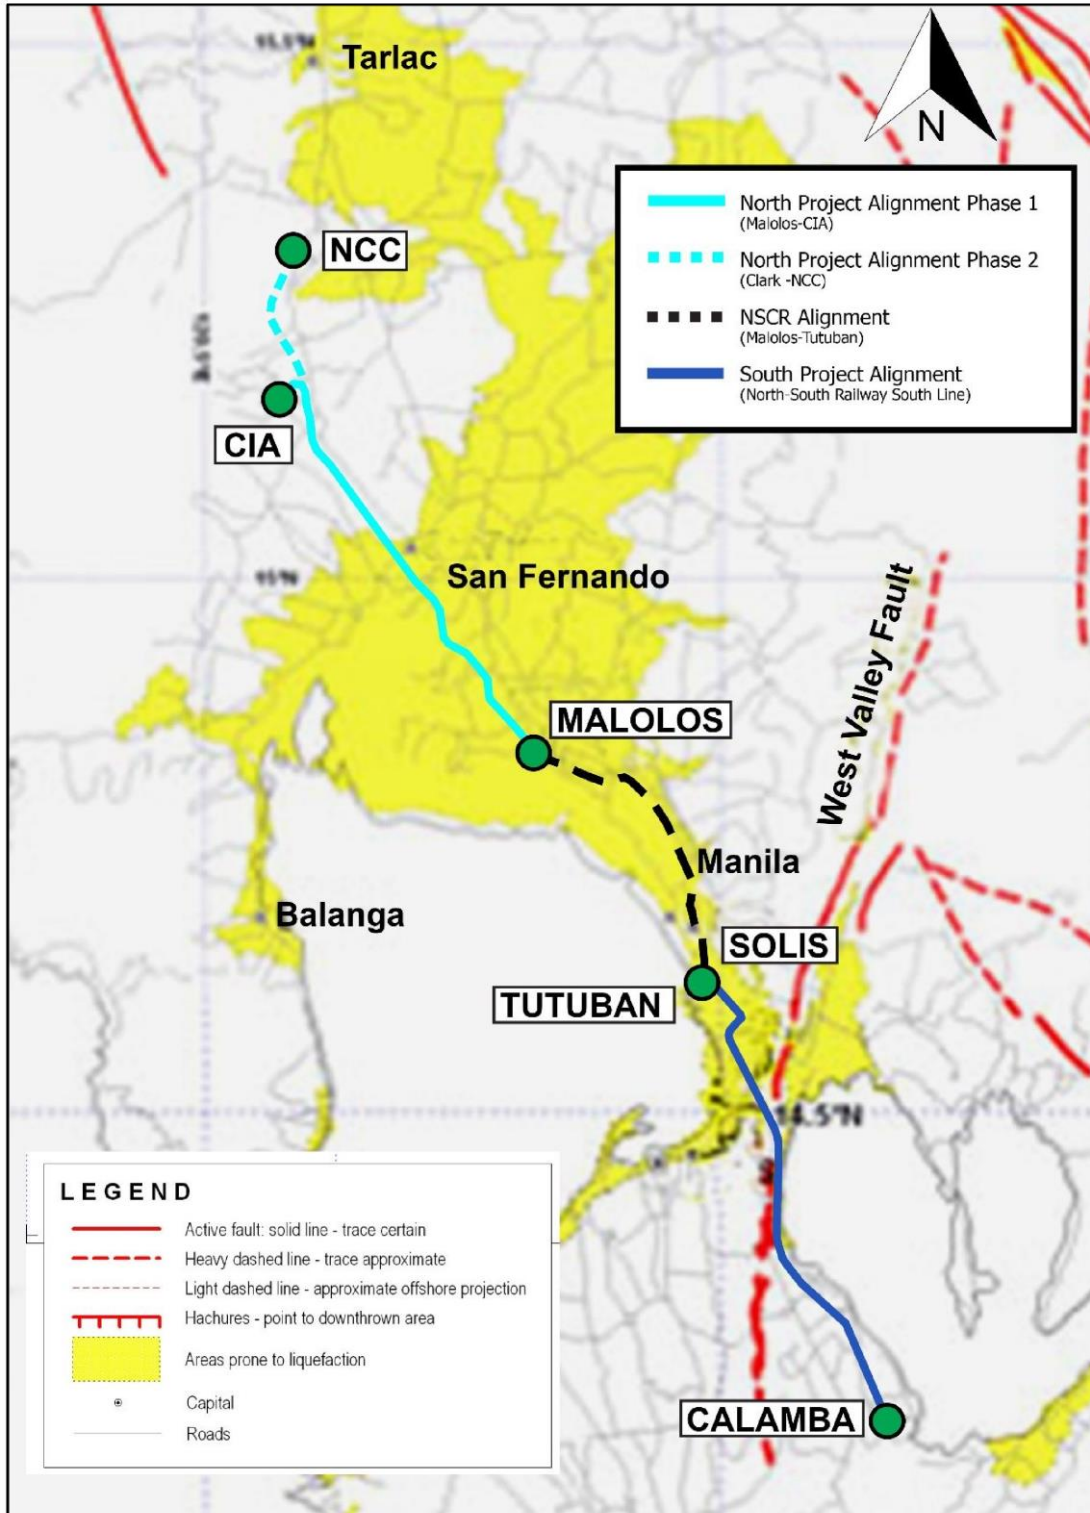 15.5°N
Tarlac
N
North Project Alignment Phase 1
(Malolos-CIA)
North Project Alignment Phase 2
(Clark -NCC)
NSCR Alignment
(Malolos-Tutuban)
South Project Alignment
(North-South Railway South Line)
NCC
CIA
San Fernando
15°N
West Valley Fault
MALOLOS
Manila
Balanga
SOLIS
TUTUBAN
14.5°N
LEGEND
Active fault: solid line - trace certain
Heavy dashed line - trace approximate
Light dashed line - approximate offshore projection
Hachures - point to downthrown area
Areas prone to liquefaction
Capital
Roads
CALAMBA